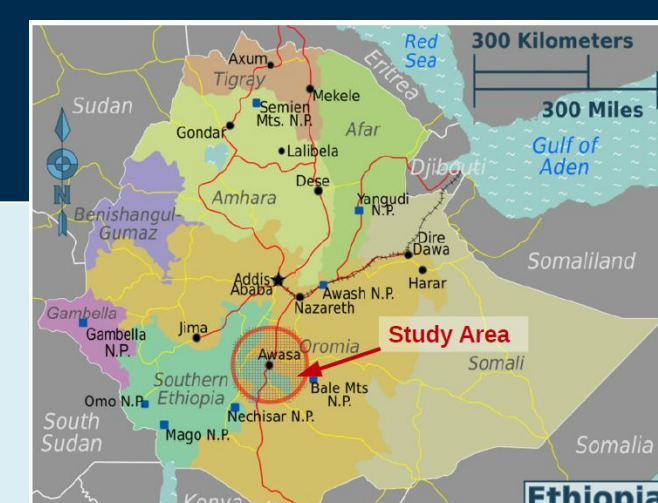 Red
Sea
300 Kilometers
300 Miles
Gulf of
Aden
Eritrea
Axum
Tigray
Mekele
Sudan
Semien
Mts. N.P.
Gondar
Afar
Lalibela
Djibouti
Dese
Amhara
Yangudi
N.P.
N
Benishangul-
Gumaz
Dire
Dawa
Somaliland
Addis
Ababa
Awash N.P.
Harar
Nazareth
Gambella
Gambella
N.P.
Jima
Study Area
Awasa
Oromia
Somali
Southern
Ethiopia
Bale Mts
N.P.
Omo N.P.
Nechisar N.P.
South
Sudan
Mago N.P.
Somalia
Kenya
Ethiopia